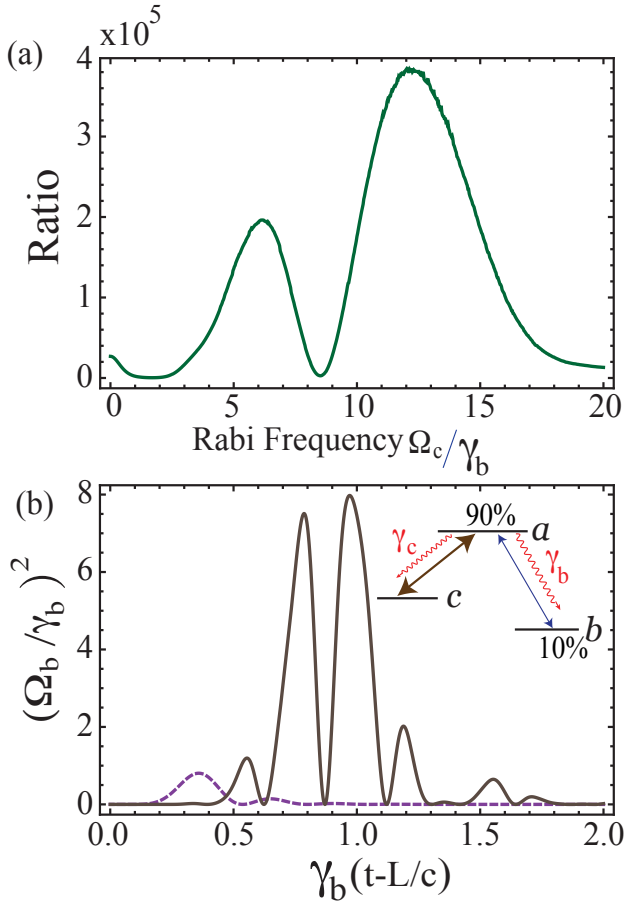 x10⁵
(a)
4
3
2
1
0
Ratio
0 5 10 15 20
Rabi Frequency Ω_c/γ_b
(b)
8
6
4
2
0
(Ω_b/γ_b)²
90%
a
γ_c
γ_b
c
b
10%
0.0 0.5 1.0 1.5 2.0
γ_b(t-L/c)